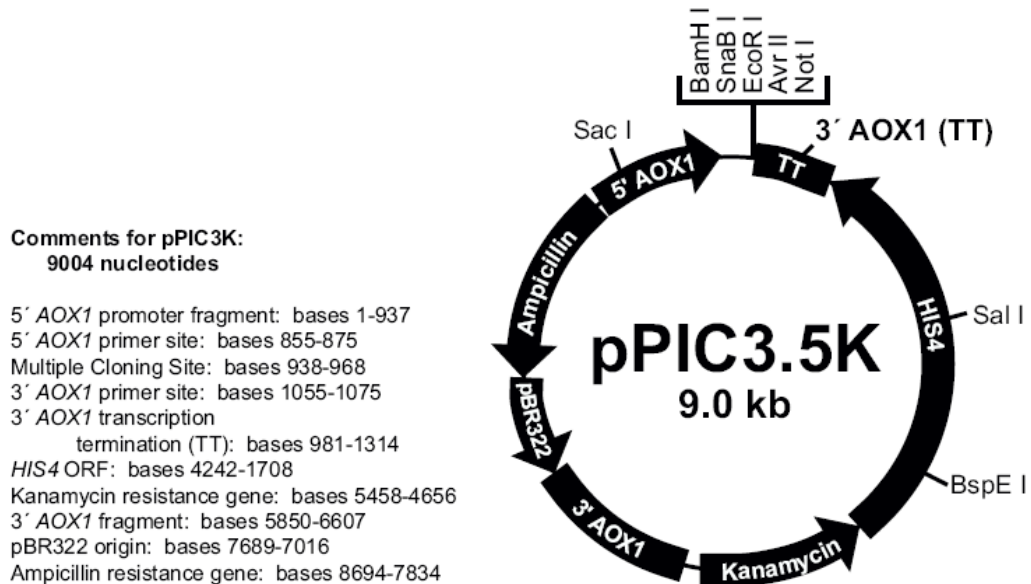 Comments for pPIC3K:
9004 nucleotides
5´ AOX1 promoter fragment: bases 1-937
5´ AOX1 primer site: bases 855-875
Multiple Cloning Site: bases 938-968
3´ AOX1 primer site: bases 1055-1075
3´ AOX1 transcription
termination (TT): bases 981-1314
HIS4 ORF: bases 4242-1708
Kanamycin resistance gene: bases 5458-4656
3´ AOX1 fragment: bases 5850-6607
pBR322 origin: bases 7689-7016
Ampicillin resistance gene: bases 8694-7834
BamH I
SnaB I
EcoR I
Avr II
Not I
Sac I
3´ AOX1 (TT)
5' AOX1
TT
Ampicillin
HIS4
Sal I
pPIC3.5K
9.0 kb
pBR322
BspE I
3' AOX1
Kanamycin